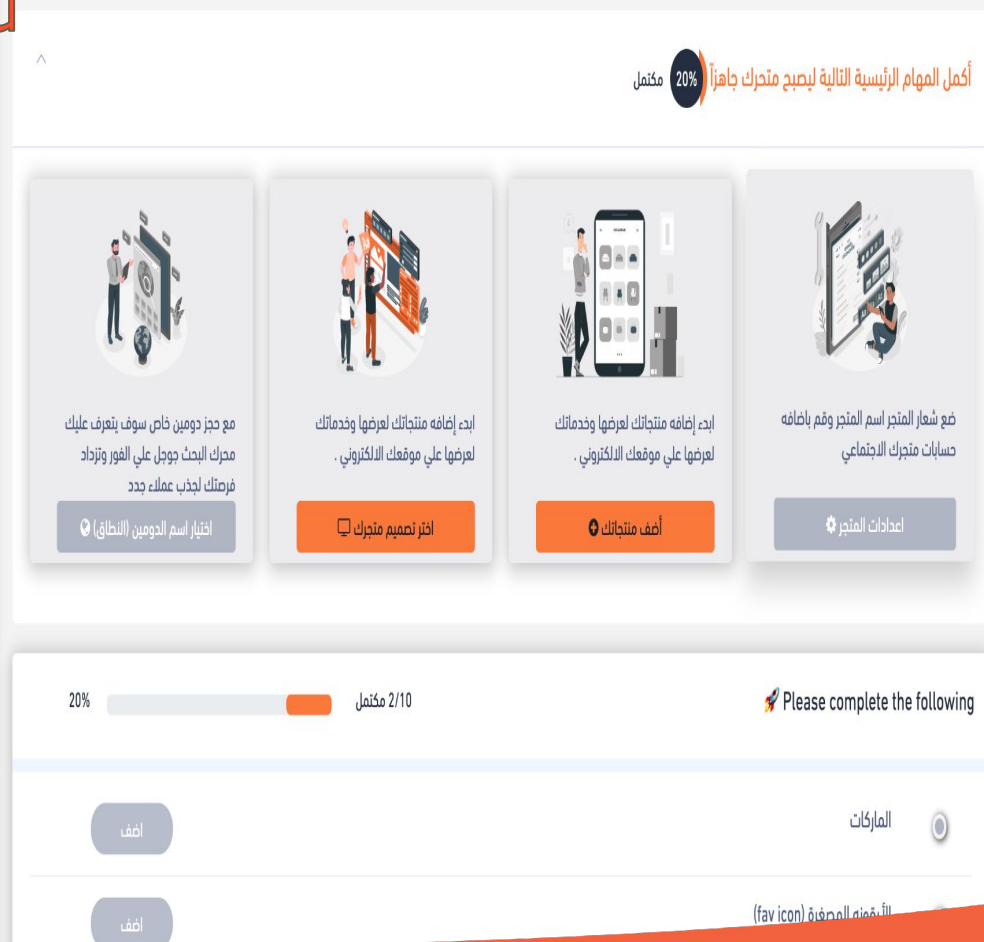 أكمل المهام الرئيسية التالية ليصبح متحرك جاهزاً 20% مكتمل
ضع شعار المتجر اسم المتجر وقم باضافه
حسابات متجرك الاجتماعي
اعدادات المتجر
ابدء إضافه منتجاتك لعرضها وخدماتك
لعرضها علي موقعك الالكتروني .
أضف منتجاتك
ابدء إضافه منتجاتك لعرضها وخدماتك
لعرضها علي موقعك الالكتروني .
اختر تصميم متجرك
مع حجز دومين خاص سوف يتعرف عليك
محرك البحث جوجل علي الفور وتزداد
فرصتك لجذب عملاء جدد
اختيار اسم الدومين (النطاق)
Please complete the following
2/10 مكتمل
20%
الماركات
اضف
الأيقونه المصغرة (fav icon)
اضف